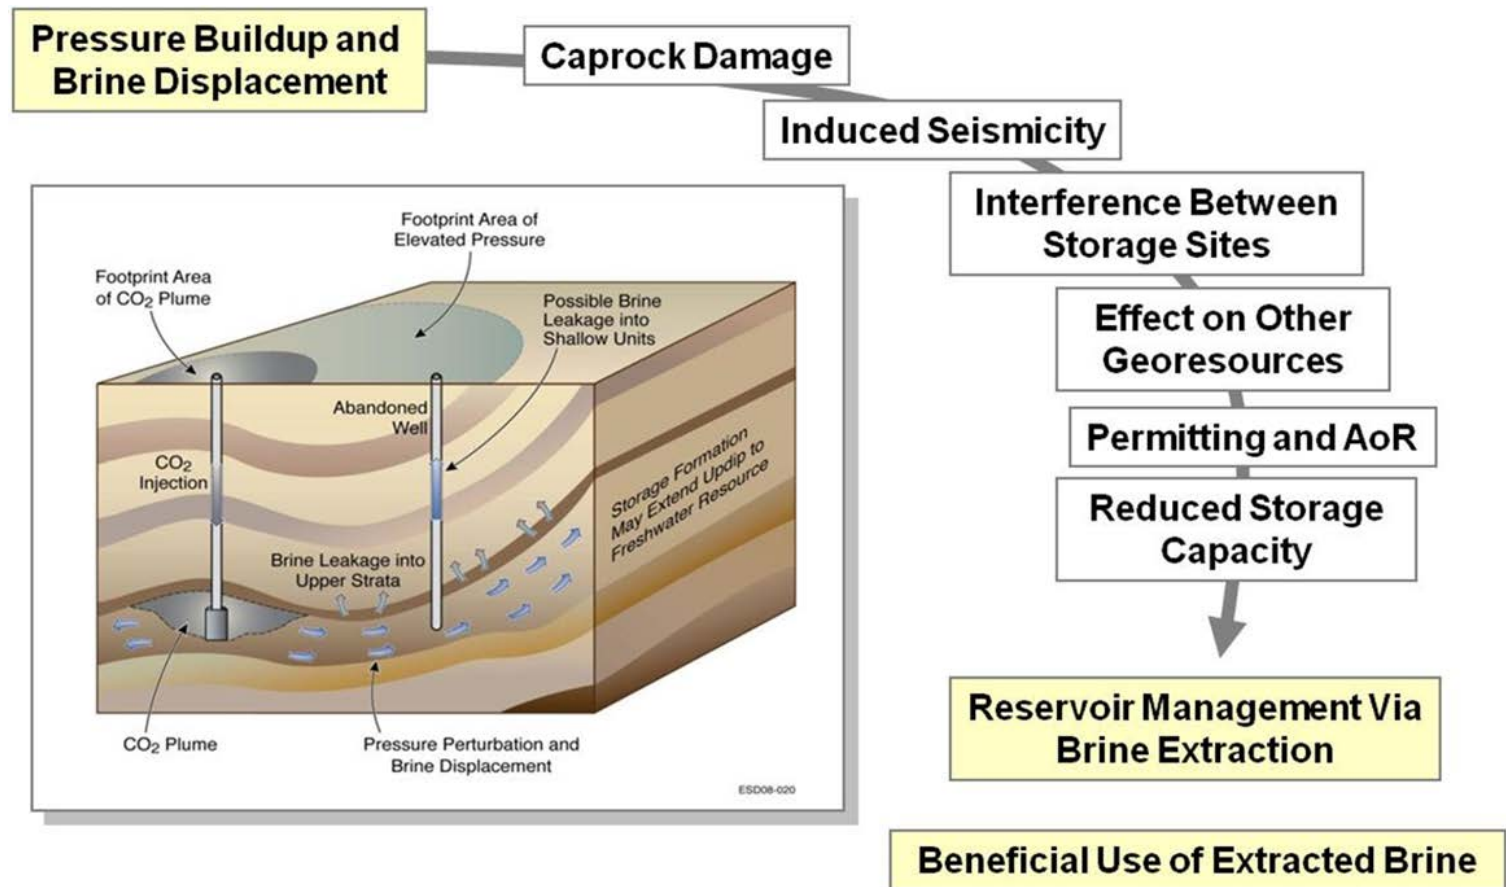 Pressure Buildup and
Brine Displacement
Caprock Damage
Induced Seismicity
Interference Between
Storage Sites
Effect on Other
Georesources
Permitting and AoR
Reduced Storage
Capacity
Reservoir Management Via
Brine Extraction
Beneficial Use of Extracted Brine
Footprint Area of
Elevated Pressure
Footprint Area
of CO₂ Plume
Possible Brine
Leakage into
Shallow Units
Abandoned
Well
CO₂
Injection
Storage Formation
May Extend Updip to
Freshwater Resource
Brine Leakage into
Upper Strata
CO₂ Plume
Pressure Perturbation and
Brine Displacement
ESD08-020